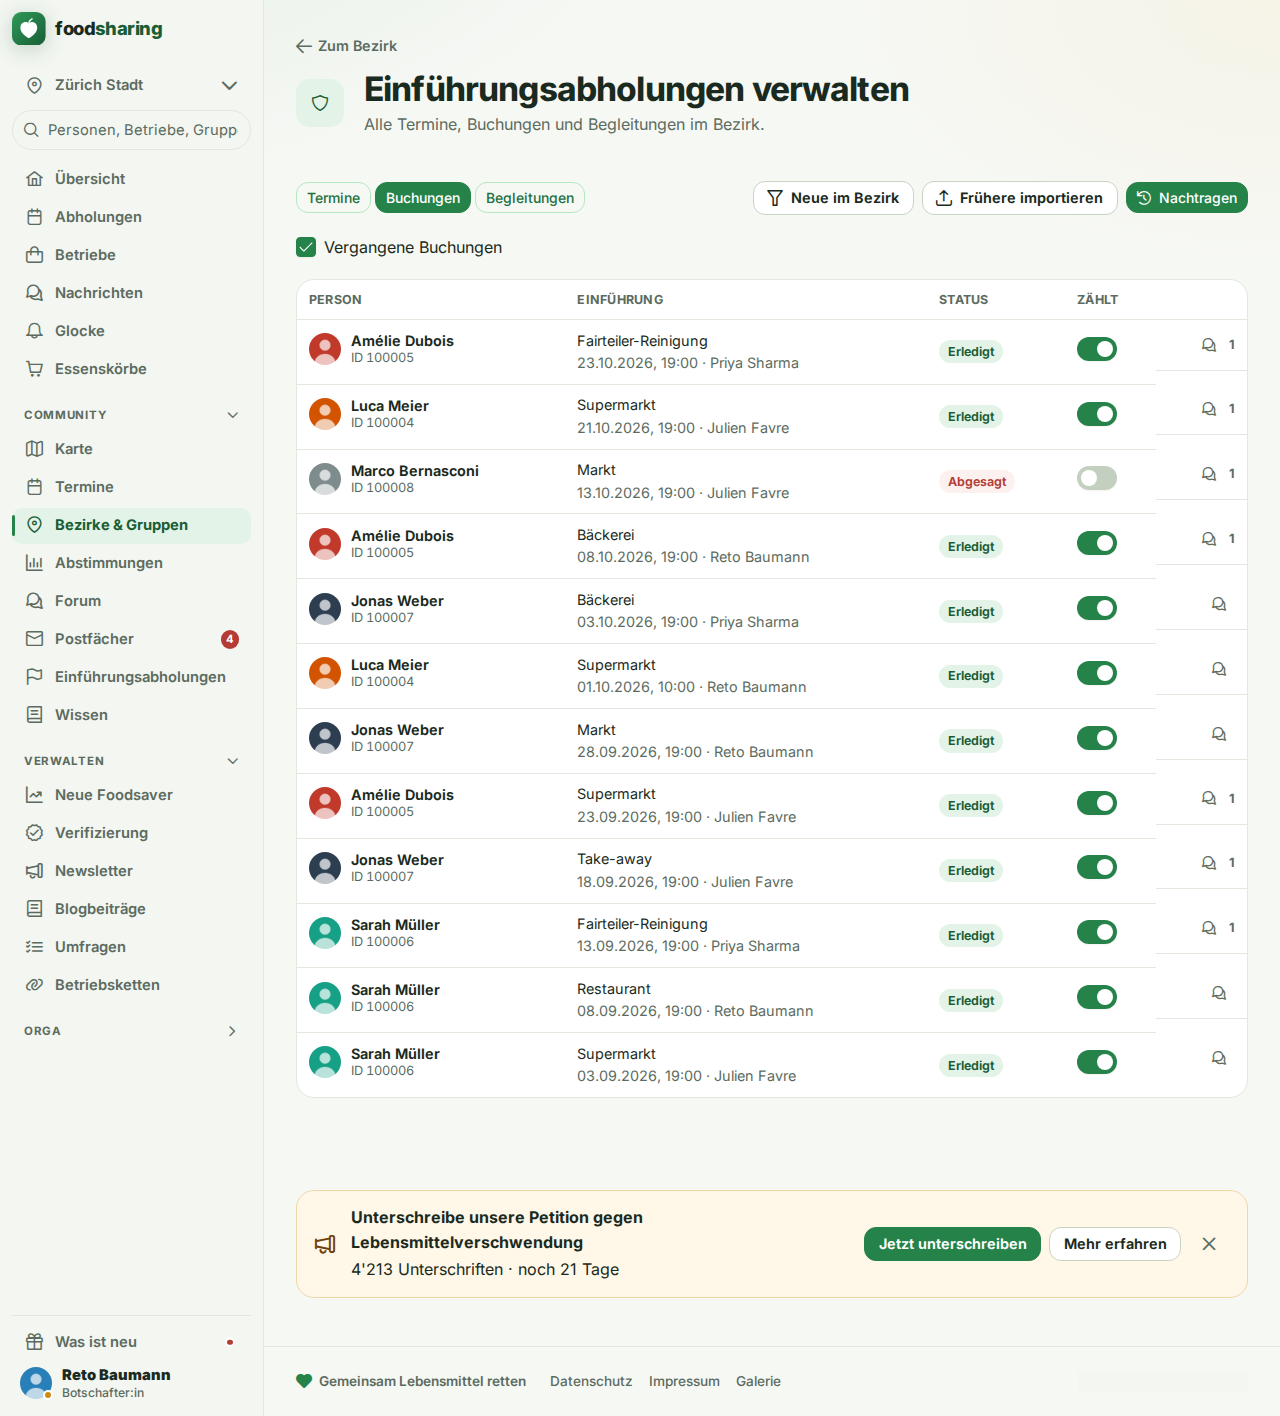 foodsharing
Zürich Stadt
Personen, Betriebe, Grupp
Übersicht
Abholungen
Betriebe
Nachrichten
Glocke
Essenskörbe
COMMUNITY
Karte
Termine
Bezirke & Gruppen
Abstimmungen
Forum
Postfächer 4
Einführungsabholungen
Wissen
VERWALTEN
Neue Foodsaver
Verifizierung
Newsletter
Blogbeiträge
Umfragen
Betriebsketten
ORGA
Was ist neu
Reto Baumann
Botschafter:in
Zum Bezirk
Einführungsabholungen verwalten
Alle Termine, Buchungen und Begleitungen im Bezirk.
Termine Buchungen Begleitungen Neue im Bezirk Frühere importieren Nachtragen
Vergangene Buchungen
PERSON EINFÜHRUNG STATUS ZÄHLT
Amélie Dubois Fairteiler-Reinigung
ID 100005 23.10.2026, 19:00 · Priya Sharma Erledigt 1
Luca Meier Supermarkt
ID 100004 21.10.2026, 19:00 · Julien Favre Erledigt 1
Marco Bernasconi Markt
ID 100008 13.10.2026, 19:00 · Julien Favre Abgesagt 1
Amélie Dubois Bäckerei
ID 100005 08.10.2026, 19:00 · Reto Baumann Erledigt 1
Jonas Weber Bäckerei
ID 100007 03.10.2026, 19:00 · Priya Sharma Erledigt
Luca Meier Supermarkt
ID 100004 01.10.2026, 10:00 · Reto Baumann Erledigt
Jonas Weber Markt
ID 100007 28.09.2026, 19:00 · Reto Baumann Erledigt
Amélie Dubois Supermarkt
ID 100005 23.09.2026, 19:00 · Julien Favre Erledigt 1
Jonas Weber Take-away
ID 100007 18.09.2026, 19:00 · Julien Favre Erledigt 1
Sarah Müller Fairteiler-Reinigung
ID 100006 13.09.2026, 19:00 · Priya Sharma Erledigt 1
Sarah Müller Restaurant
ID 100006 08.09.2026, 19:00 · Reto Baumann Erledigt
Sarah Müller Supermarkt
ID 100006 03.09.2026, 19:00 · Julien Favre Erledigt
Unterschreibe unsere Petition gegen
Lebensmittelverschwendung
4'213 Unterschriften · noch 21 Tage
Jetzt unterschreiben Mehr erfahren
Gemeinsam Lebensmittel retten Datenschutz Impressum Galerie